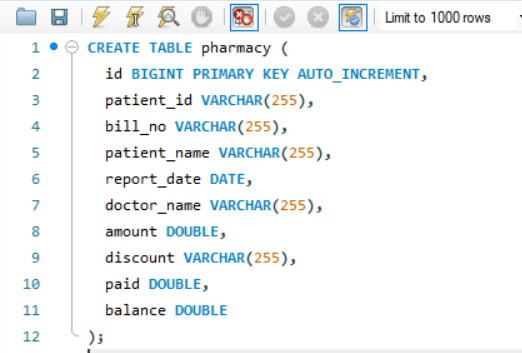 Limit to 1000 rows
1 CREATE TABLE pharmacy (
2 id BIGINT PRIMARY KEY AUTO_INCREMENT,
3 patient_id VARCHAR(255),
4 bill_no VARCHAR(255),
5 patient_name VARCHAR(255),
6 report_date DATE,
7 doctor_name VARCHAR(255),
8 amount DOUBLE,
9 discount VARCHAR(255),
10 paid DOUBLE,
11 balance DOUBLE
12 );